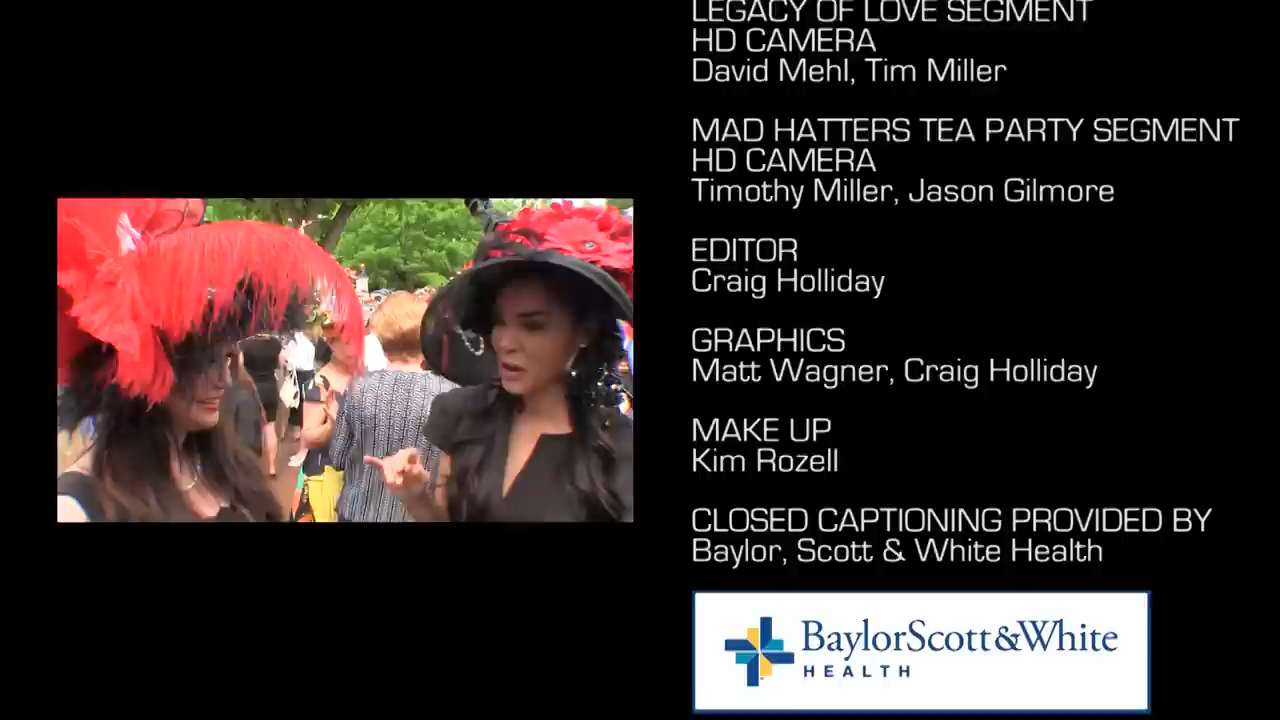 LEGACY OF LOVE SEGMENT
HD CAMERA
David Mehl, Tim Miller
MAD HATTERS TEA PARTY SEGMENT
HD CAMERA
Timothy Miller, Jason Gilmore
EDITOR
Craig Holliday
GRAPHICS
Matt Wagner, Craig Holliday
MAKE UP
Kim Rozell
CLOSED CAPTIONING PROVIDED BY
Baylor, Scott & White Health
BaylorScott&White
HEALTH